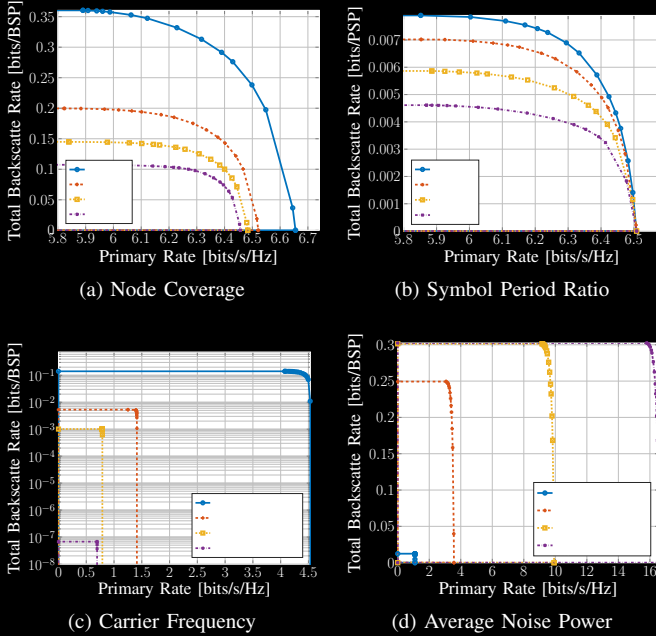 Total Backscatte Rate [bits/BSP]
0.35
0.3
0.25
0.2
0.15
0.1
0.05
0
5.8 5.9 6 6.1 6.2 6.3 6.4 6.5 6.6 6.7
Primary Rate [bits/s/Hz]
(a) Node Coverage
Total Backscatte Rate [bits/PSP]
0.007
0.006
0.005
0.004
0.003
0.002
0.001
0
5.8 5.9 6 6.1 6.2 6.3 6.4 6.5
Primary Rate [bits/s/Hz]
(b) Symbol Period Ratio
Total Backscatte Rate [bits/BSP]
10⁻¹
10⁻²
10⁻³
10⁻⁴
10⁻⁵
10⁻⁶
10⁻⁷
10⁻⁸
0 0.5 1 1.5 2 2.5 3 3.5 4 4.5
Primary Rate [bits/s/Hz]
(c) Carrier Frequency
Total Backscatte Rate [bits/BSP]
0.3
0.25
0.2
0.15
0.1
0.05
0
0 2 4 6 8 10 12 14 16
Primary Rate [bits/s/Hz]
(d) Average Noise Power